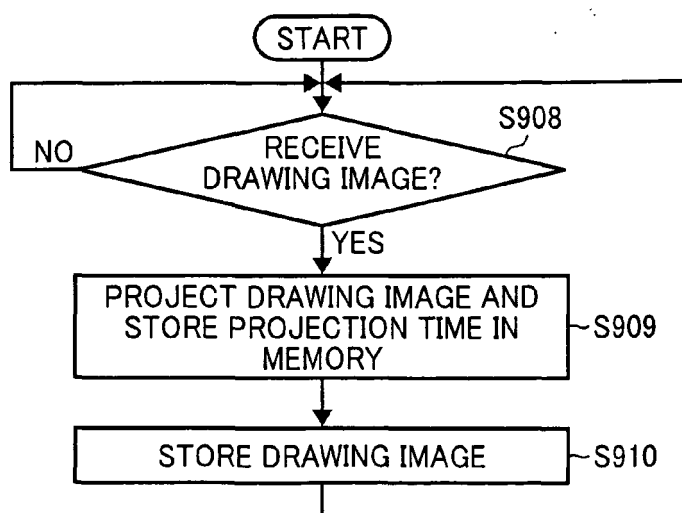 START
S908
RECEIVE
DRAWING IMAGE?
NO
YES
PROJECT DRAWING IMAGE AND
STORE PROJECTION TIME IN
MEMORY
S909
STORE DRAWING IMAGE
S910